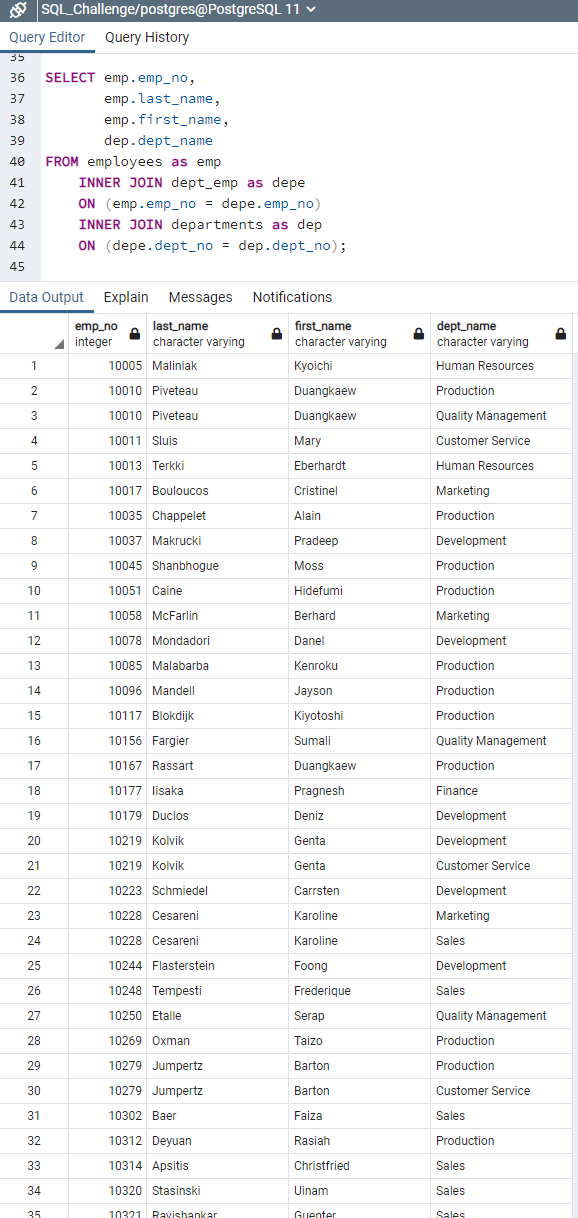 SQL_Challenge/postgres@PostgreSQL 11
Query Editor Query History
35
36 SELECT emp.emp_no,
37 emp.last_name,
38 emp.first_name,
39 dep.dept_name
40 FROM employees as emp
41 INNER JOIN dept_emp as depe
42 ON (emp.emp_no = depe.emp_no)
43 INNER JOIN departments as dep
44 ON (depe.dept_no = dep.dept_no);
45
Data Output Explain Messages Notifications
emp_no last_name first_name dept_name
integer character varying character varying character varying
1 10005 Maliniak Kyoichi Human Resources
2 10010 Piveteau Duangkaew Production
3 10010 Piveteau Duangkaew Quality Management
4 10011 Sluis Mary Customer Service
5 10013 Terkki Eberhardt Human Resources
6 10017 Bouloucos Cristinel Marketing
7 10035 Chappelet Alain Production
8 10037 Makrucki Pradeep Development
9 10045 Shanbhogue Moss Production
10 10051 Caine Hidefumi Production
11 10058 McFarlin Berhard Marketing
12 10078 Mondadori Danel Development
13 10085 Malabarba Kenroku Production
14 10096 Mandell Jayson Production
15 10117 Blokdijk Kiyotoshi Production
16 10156 Fargier Sumali Quality Management
17 10167 Rassart Duangkaew Production
18 10177 Iisaka Pragnesh Finance
19 10179 Duclos Deniz Development
20 10219 Kolvik Genta Development
21 10219 Kolvik Genta Customer Service
22 10223 Schmiedel Carrsten Development
23 10228 Cesareni Karoline Marketing
24 10228 Cesareni Karoline Sales
25 10244 Flasterstein Foong Development
26 10248 Tempesti Frederique Sales
27 10250 Etalle Serap Quality Management
28 10269 Oxman Taizo Production
29 10279 Jumpertz Barton Production
30 10279 Jumpertz Barton Customer Service
31 10302 Baer Faiza Sales
32 10312 Deyuan Rasiah Production
33 10314 Apsitis Christfried Sales
34 10320 Stasinski Uinam Sales
35 10321 Ravishankar Guenter Sales